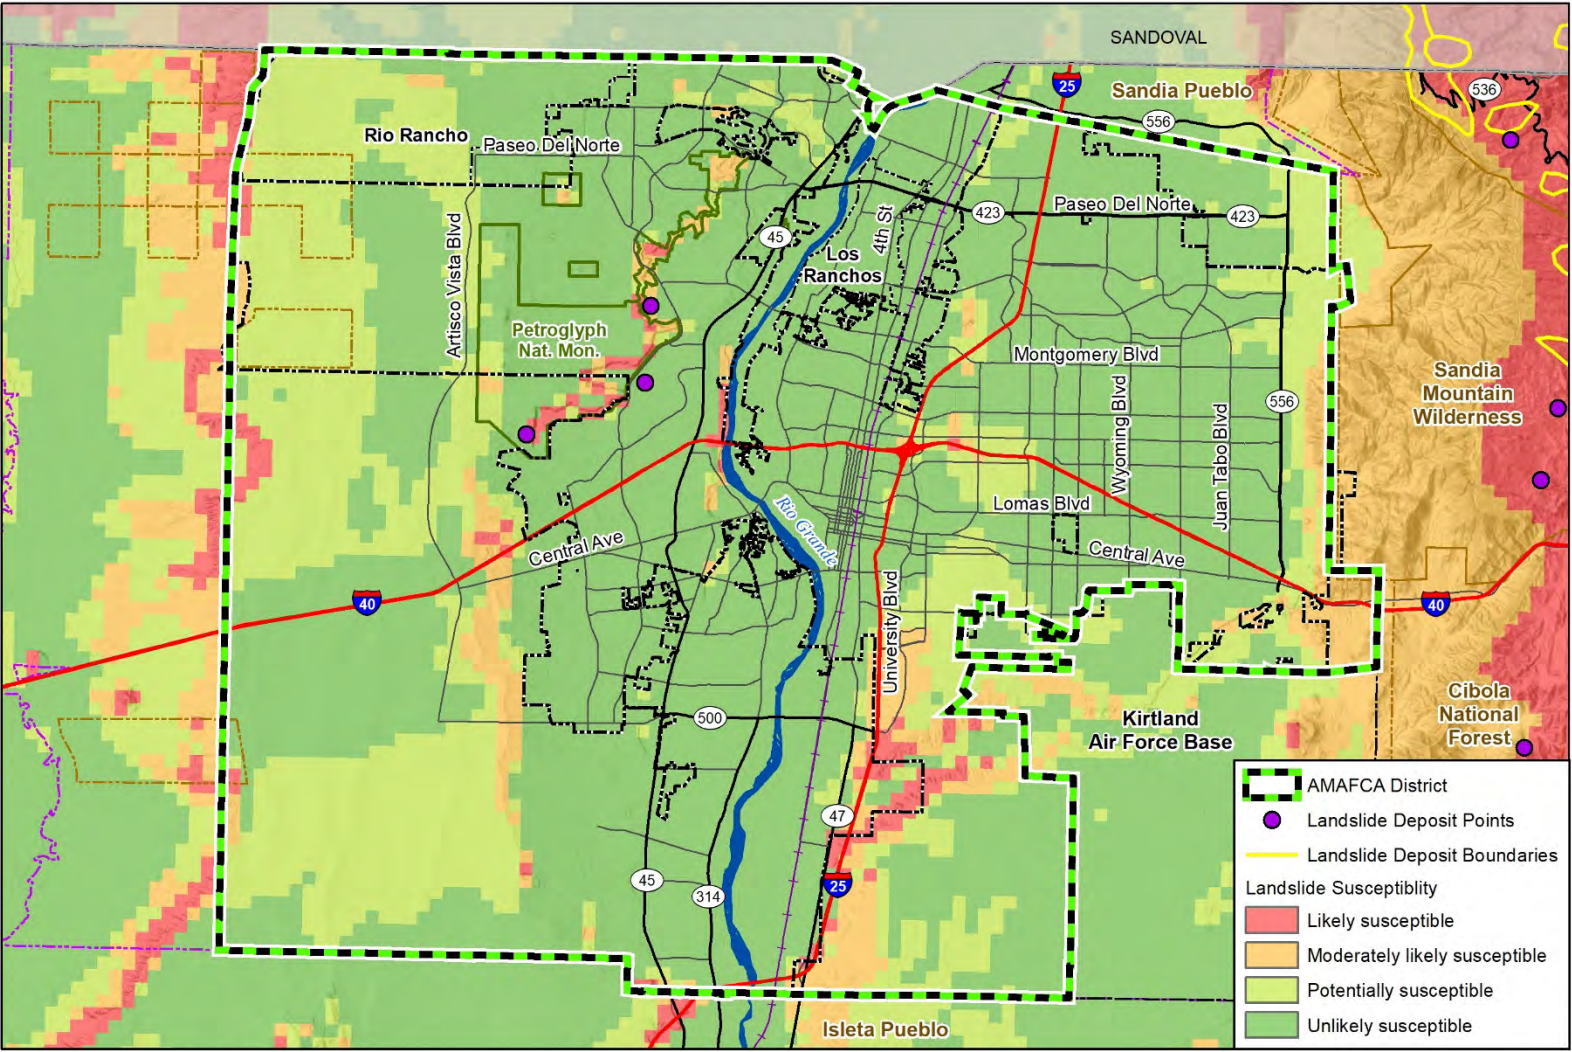 SANDOVAL
25
Sandia Pueblo
536
556
Rio Rancho
Paseo Del Norte
Paseo Del Norte
423
423
Artisco Vista Blvd
45
4th St
Los
Ranchos
Petroglyph
Nat. Mon.
Montgomery Blvd
Sandia
Mountain
Wilderness
Wyoming Blvd
Juan Tabo Blvd
556
Lomas Blvd
Rio Grande
Central Ave
Central Ave
40
40
University Blvd
500
Kirtland
Air Force Base
Cibola
National
Forest
47
45
314
25
Isleta Pueblo
AMAFCA District
Landslide Deposit Points
Landslide Deposit Boundaries
Landslide Susceptiblity
Likely susceptible
Moderately likely susceptible
Potentially susceptible
Unlikely susceptible